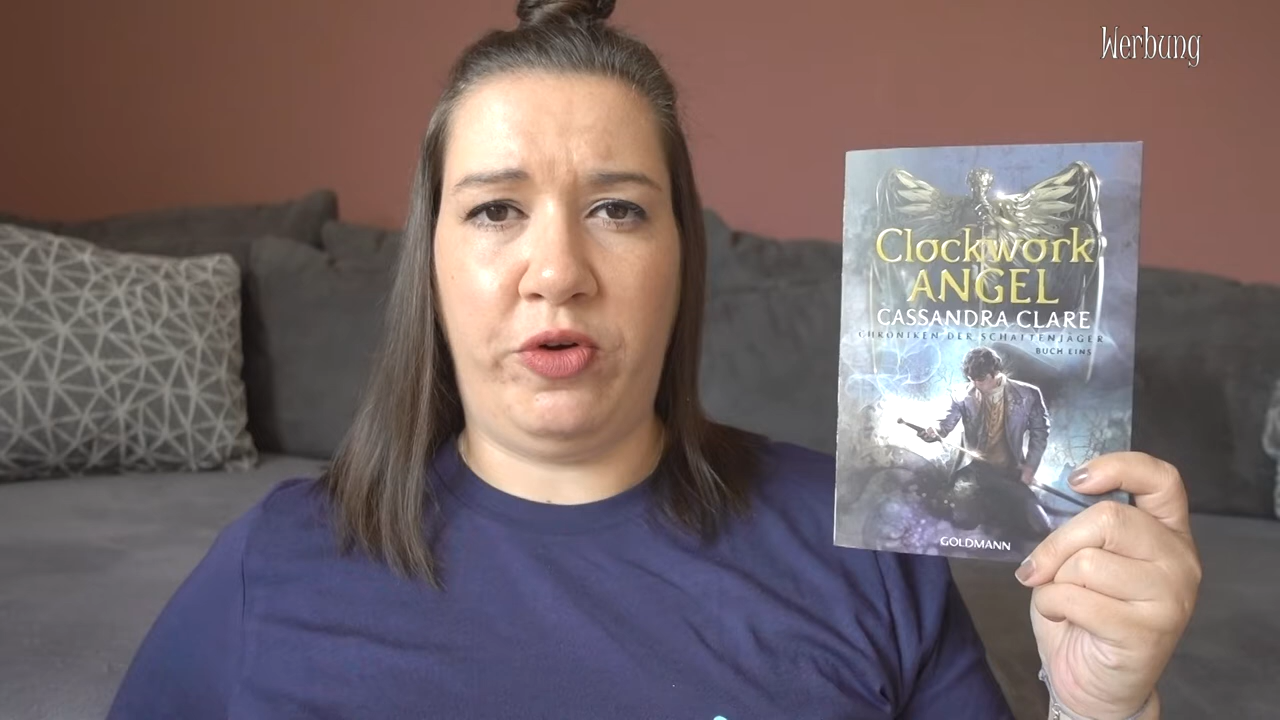 Werbung
Clockwork
ANGEL
CASSANDRA CLARE
CHRONIKEN DER SCHATTENJÄGER
BUCH EINS
GOLDMANN